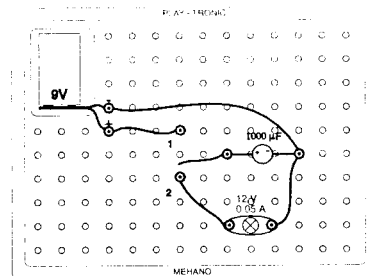 PLAY-TRONIC
9V
-
+
1
1000 µF
2
12 V
0.05 A
MEHANO